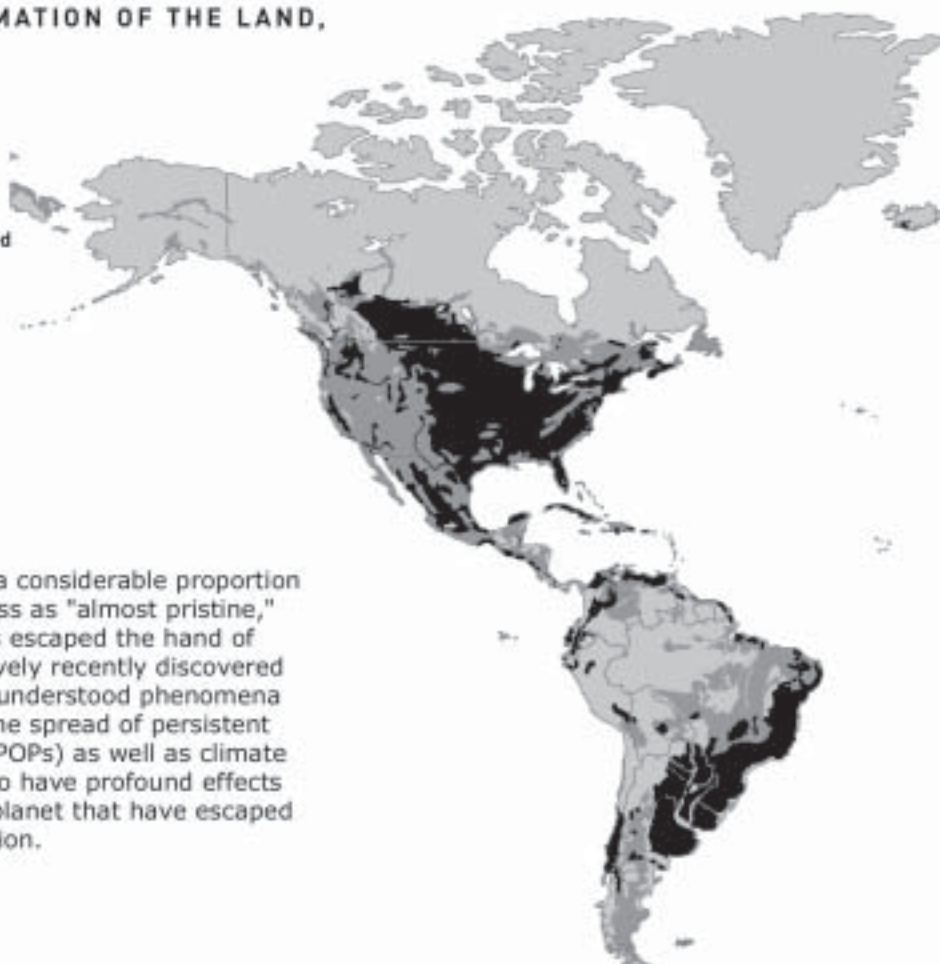 MATION OF THE LAND,
d
a considerable proportion
ss as "almost pristine,"
s escaped the hand of
vely recently discovered
understood phenomena
ne spread of persistent
POPs) as well as climate
o have profound effects
planet that have escaped
ion.